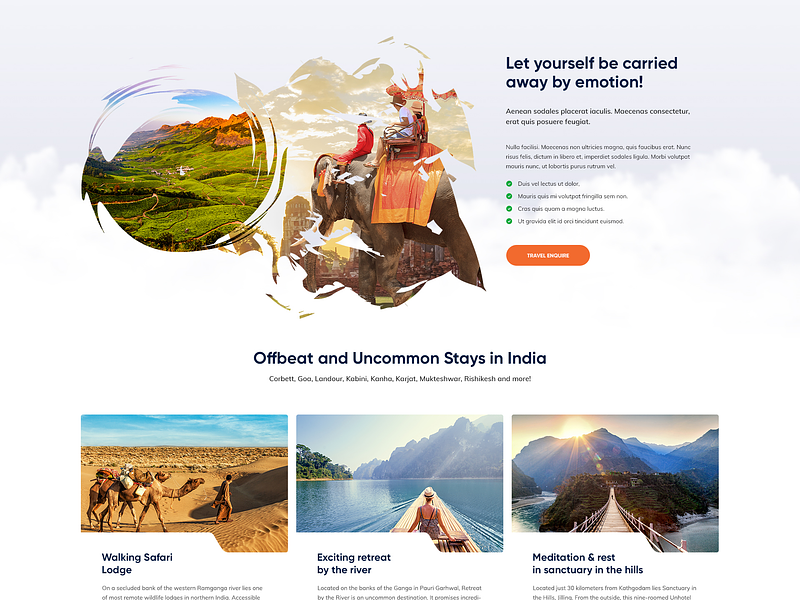 Let yourself be carried
away by emotion!
Aenean sodales placerat iaculis. Maecenas consectetur,
erat quis posuere feugiat.
Nulla facilisi. Maecenas non ultricies magna, quis faucibus erat. Nunc
risus felis, dictum in libero et, imperdiet sodales ligula. Morbi volutpat
mauris nunc, ut lobortis purus rutrum vel.
Duis vel lectus ut dolor,
Mauris quis mi volutpat fringilla sem non.
Cras quis quam a magna luctus.
Ut gravida elit id orci tincidunt euismod.
TRAVEL ENQUIRE
Offbeat and Uncommon Stays in India
Corbett, Goa, Landour, Kabini, Kanha, Karjat, Mukteshwar, Rishikesh and more!
Walking Safari
Lodge
On a secluded bank of the western Ramganga river lies one
of most remote wildlife lodges in northern India. Accessible
Exciting retreat
by the river
Located on the banks of the Ganga in Pauri Garhwal, Retreat
by the River is an uncommon destination. It promises incredi-
Meditation & rest
in sanctuary in the hills
Located just 30 kilometers from Kathgodam lies Sanctuary in
the Hills, Jilling. From the outside, this nine-roomed Unhotel